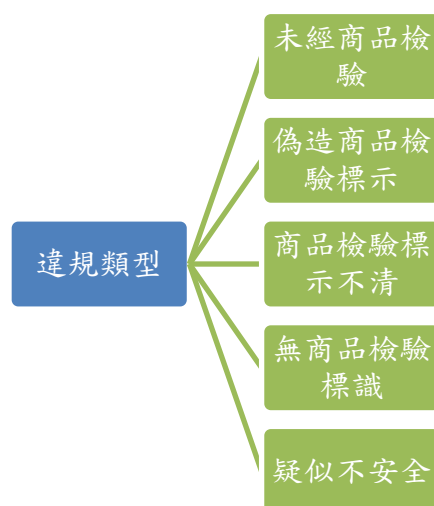 未經商品檢
驗
偽造商品檢
驗標示
違規類型
商品檢驗標
示不清
無商品檢驗
標識
疑似不安全